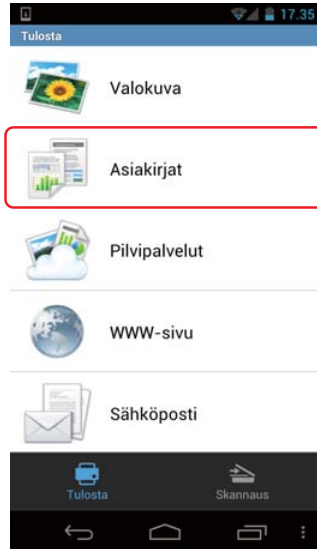 17.35
Tulosta
Valokuva
Asiakirjat
Pilvipalvelut
WWW-sivu
Sähköposti
Tulosta
Skannaus